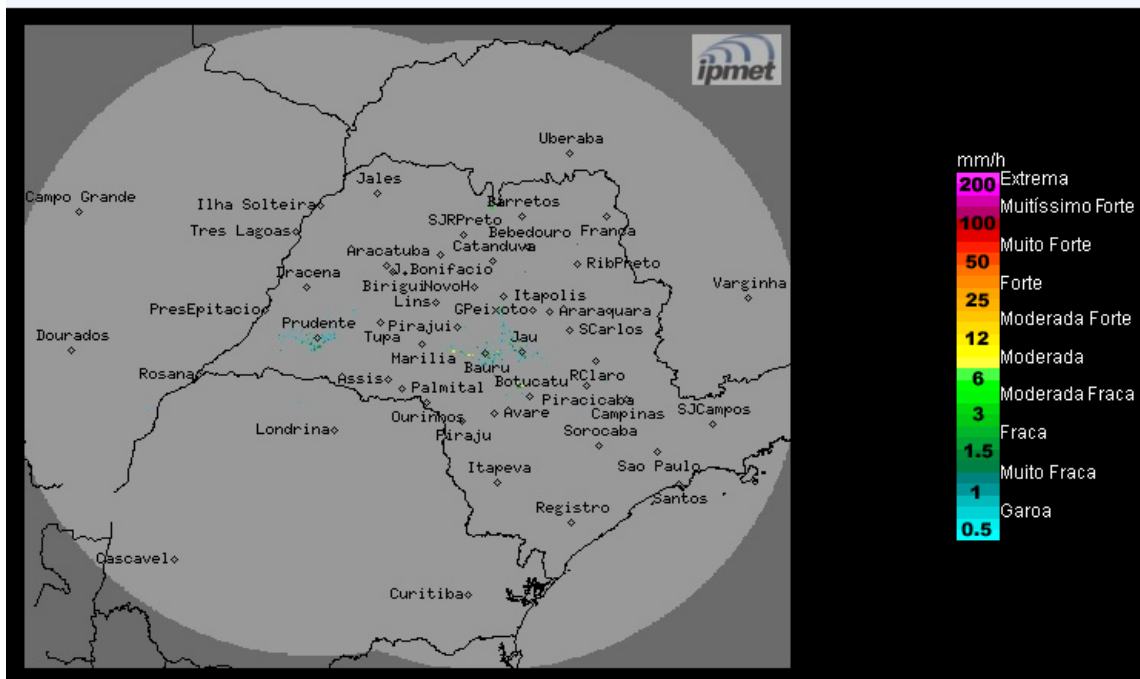 ipmet
Uberaba
Jales
Campo Grande
Ilha Solteira
Barretos
SJRPreto
Tres Lagoas
Bebedouro
Franca
Aracatuba
Catanduva
J.Bonifacio
RibPreto
Dracena
Birigui
NovoH
Varginha
Lins
Itapolis
PresEpitacio
GPeixoto
Araraquara
Prudente
Pirajui
SCarlos
Dourados
Tupa
Jau
Marilia
Bauru
Rosana
Assis
RClaro
Palmital
Botucatu
Piracicaba
Ourinhos
Avare
Campinas
SJCampos
Londrina
Piraju
Sorocaba
Itapeva
Sao Paulo
Santos
Registro
Cascavel
Curitiba
mm/h
200 Extrema
Muitíssimo Forte
100
Muito Forte
50
Forte
25
Moderada Forte
12
Moderada
6
Moderada Fraca
3
Fraca
1.5
Muito Fraca
1
Garoa
0.5